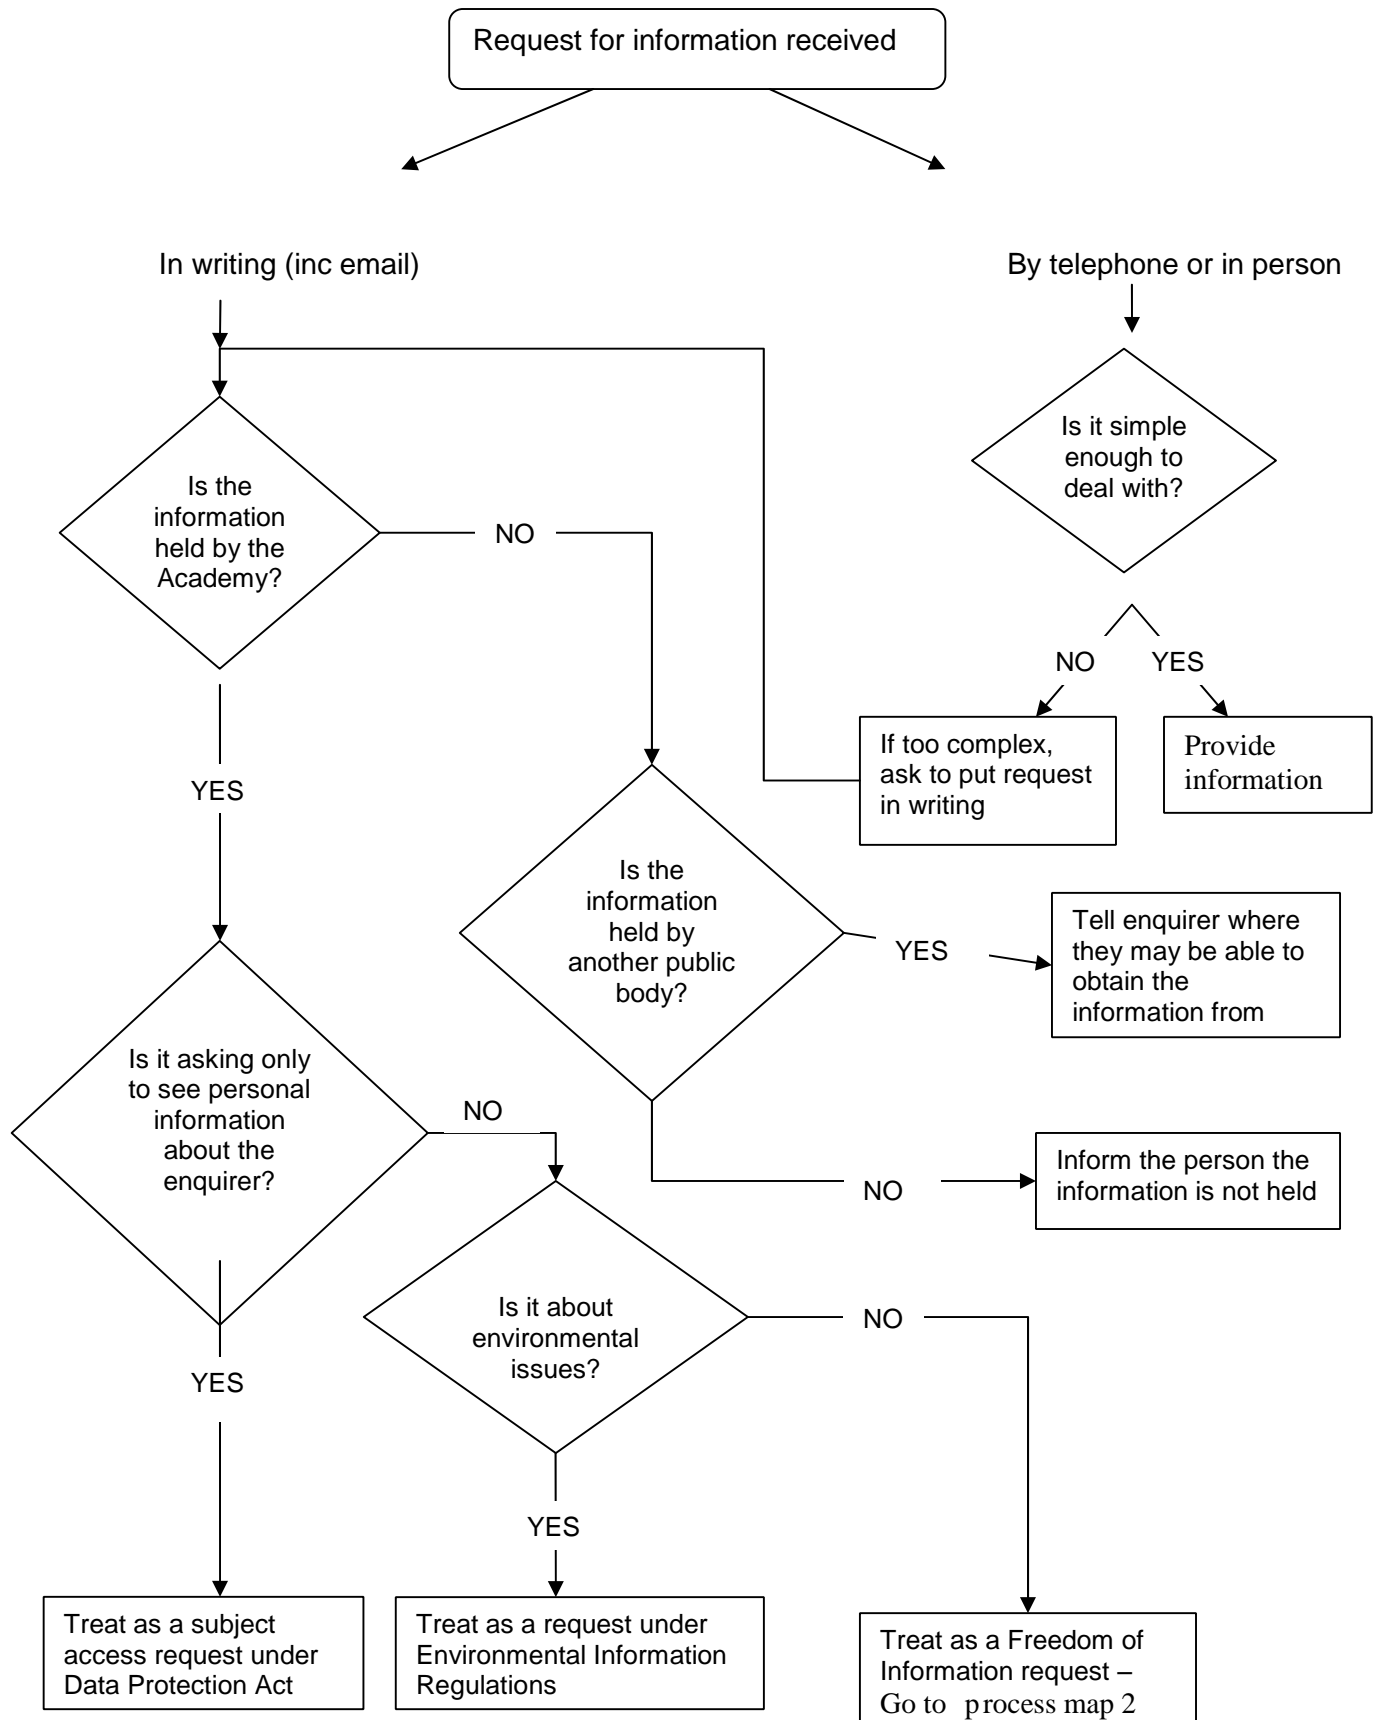 Request for information received
In writing (inc email)
By telephone or in person
Is it simple
enough to
deal with?
Is the
information
held by the
Academy?
NO
NO
YES
If too complex,
ask to put request
in writing
Provide
information
YES
Is the
information
held by
another public
body?
YES
Tell enquirer where
they may be able to
obtain the
information from
Is it asking only
to see personal
information
about the
enquirer?
NO
NO
Inform the person the
information is not held
Is it about
environmental
issues?
NO
YES
YES
Treat as a subject
access request under
Data Protection Act
Treat as a request under
Environmental Information
Regulations
Treat as a Freedom of
Information request –
Go to process map 2